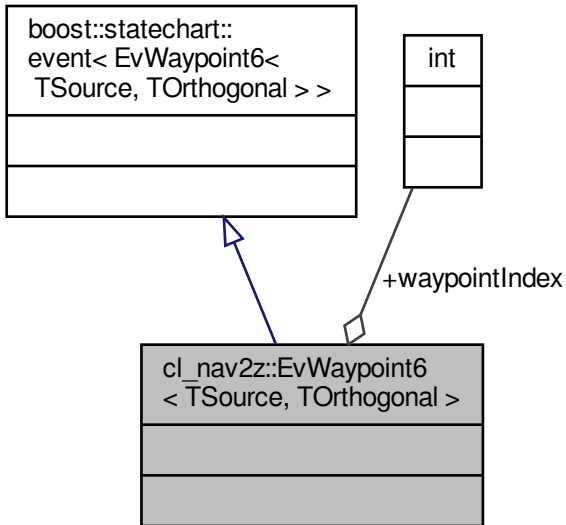 boost::statechart::
event< EvWaypoint6<
TSource, TOrthogonal > >
int
+waypointIndex
cl_nav2z::EvWaypoint6
< TSource, TOrthogonal >